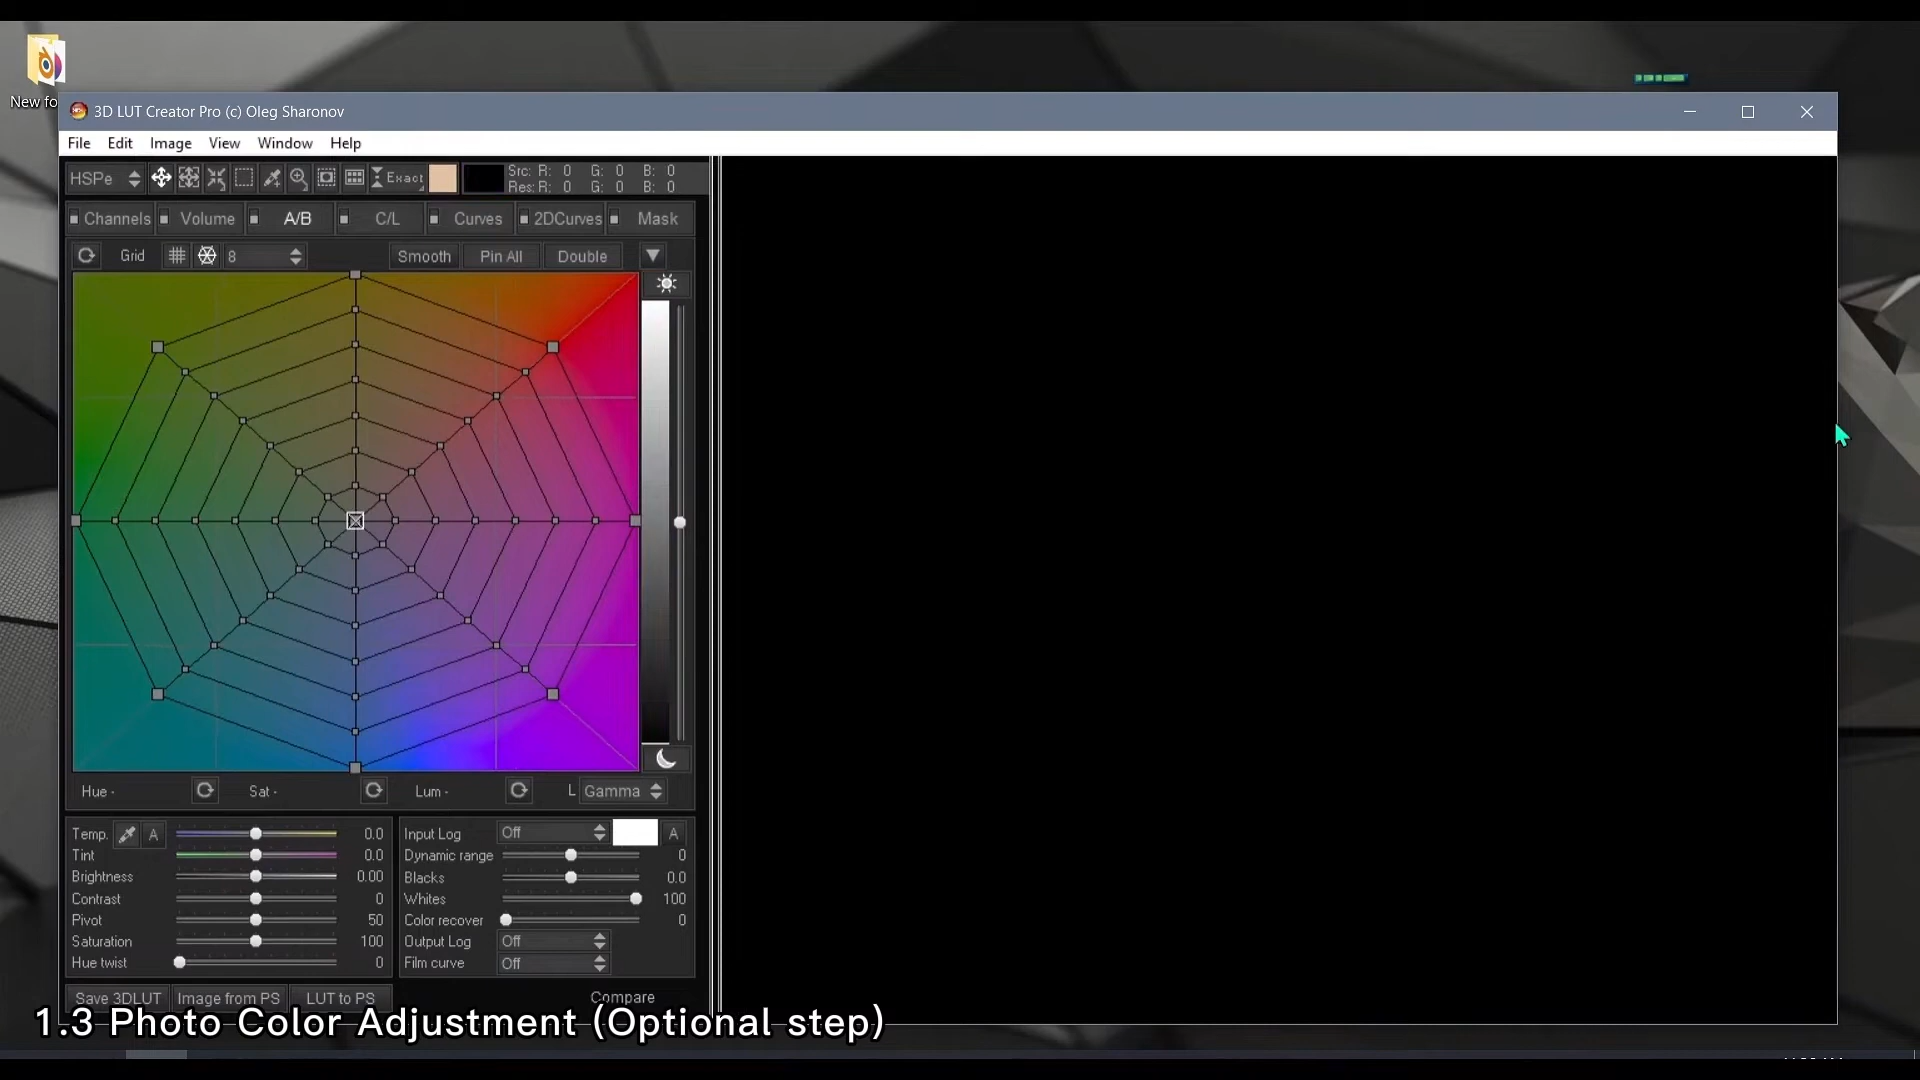 New fo
3D LUT Creator Pro (c) Oleg Sharonov
File Edit Image View Window Help
HSPe Exact Src: R: 0 G: 0 B: 0
Res: R: 0 G: 0 B: 0
Channels Volume A/B C/L Curves 2DCurves Mask
Grid 8 Smooth Pin All Double
Hue - Sat - Lum - L Gamma
Temp. A 0.0 Input Log Off A
Tint 0.0 Dynamic range 0
Brightness 0.00 Blacks 0.0
Contrast 0 Whites 100
Pivot 50 Color recover 0
Saturation 100 Output Log Off
Hue twist 0 Film curve Off
Save 3DLUT Image from PS LUT to PS Compare
1.3 Photo Color Adjustment (Optional step)